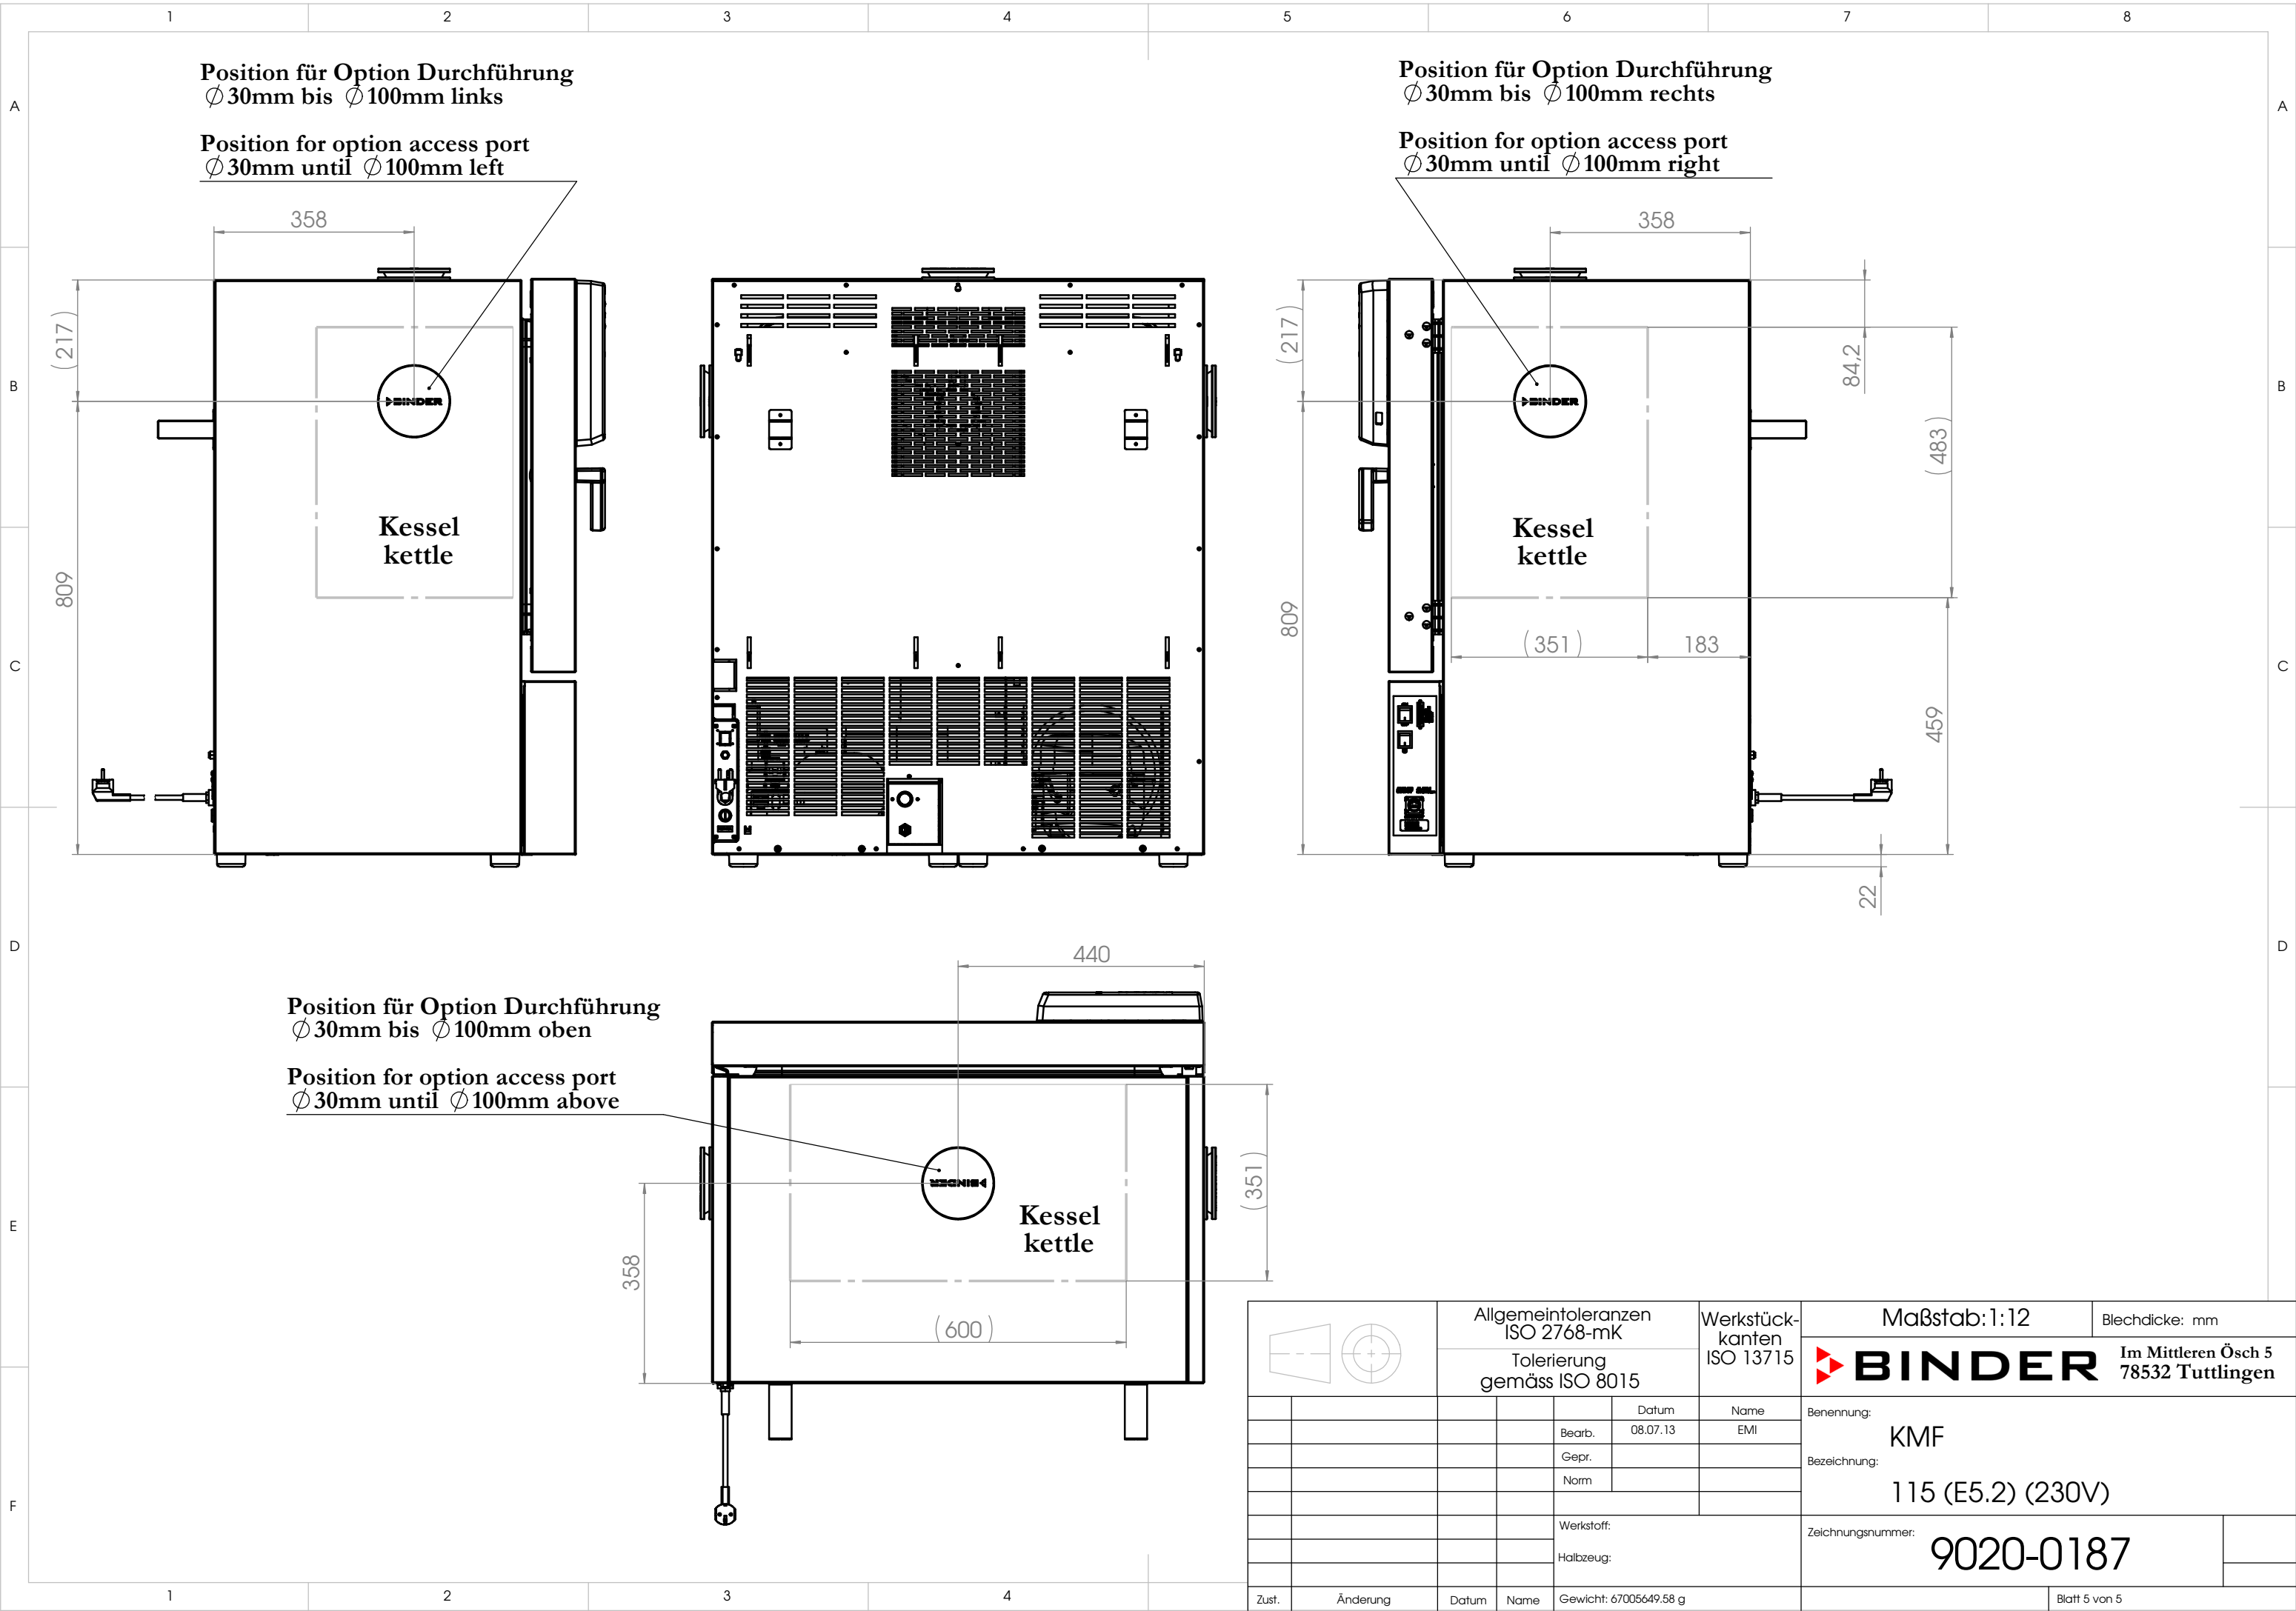 1 2 3 4 5 6 7 8
A A
Position für Option Durchführung
∅30mm bis ∅100mm links
Position for option access port
∅30mm until ∅100mm left
Position für Option Durchführung
∅30mm bis ∅100mm rechts
Position for option access port
∅30mm until ∅100mm right
358
358
(217)
(217)
84,2
B B
BINDER
BINDER
(483)
Kessel
kettle
Kessel
kettle
809
809
(351) 183
C C
459
22
D D
440
Position für Option Durchführung
∅30mm bis ∅100mm oben
Position for option access port
∅30mm until ∅100mm above
BINDER
(351)
Kessel
kettle
E
358
(600)
F
1 2 3 4
Allgemeintoleranzen
ISO 2768-mK
Tolerierung
gemäss ISO 8015
Werkstück-
kanten
ISO 13715
Maßstab:1:12
Blechdicke: mm
BINDER
Im Mittleren Ösch 5
78532 Tuttlingen
Datum Name
Bearb. 08.07.13 EMI
Gepr.
Norm
Benennung:
KMF
Bezeichnung:
115 (E5.2) (230V)
Werkstoff:
Halbzeug:
Zeichnungsnummer:
9020-0187
Zust. Änderung Datum Name Gewicht: 67005649.58 g
Blatt 5 von 5